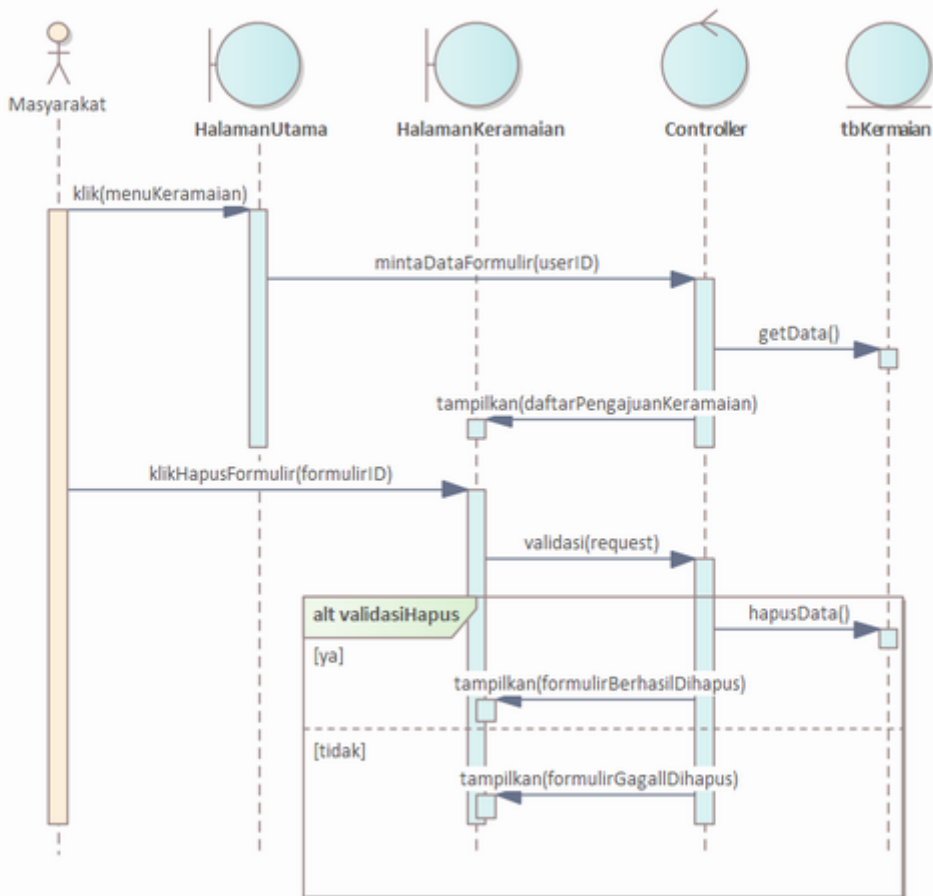 Masyarakat
HalamanUtama
HalamanKeramaian
Controller
tbKermaian
klik(menuKeramaian)
mintaDataFormulir(userID)
getData()
tampilkan(daftarPengajuanKeramaian)
klikHapusFormulir(formulirID)
validasi(request)
alt validasiHapus
hapusData()
[ya]
tampilkan(formulirBerhasilDihapus)
[tidak]
tampilkan(formulirGagallDihapus)